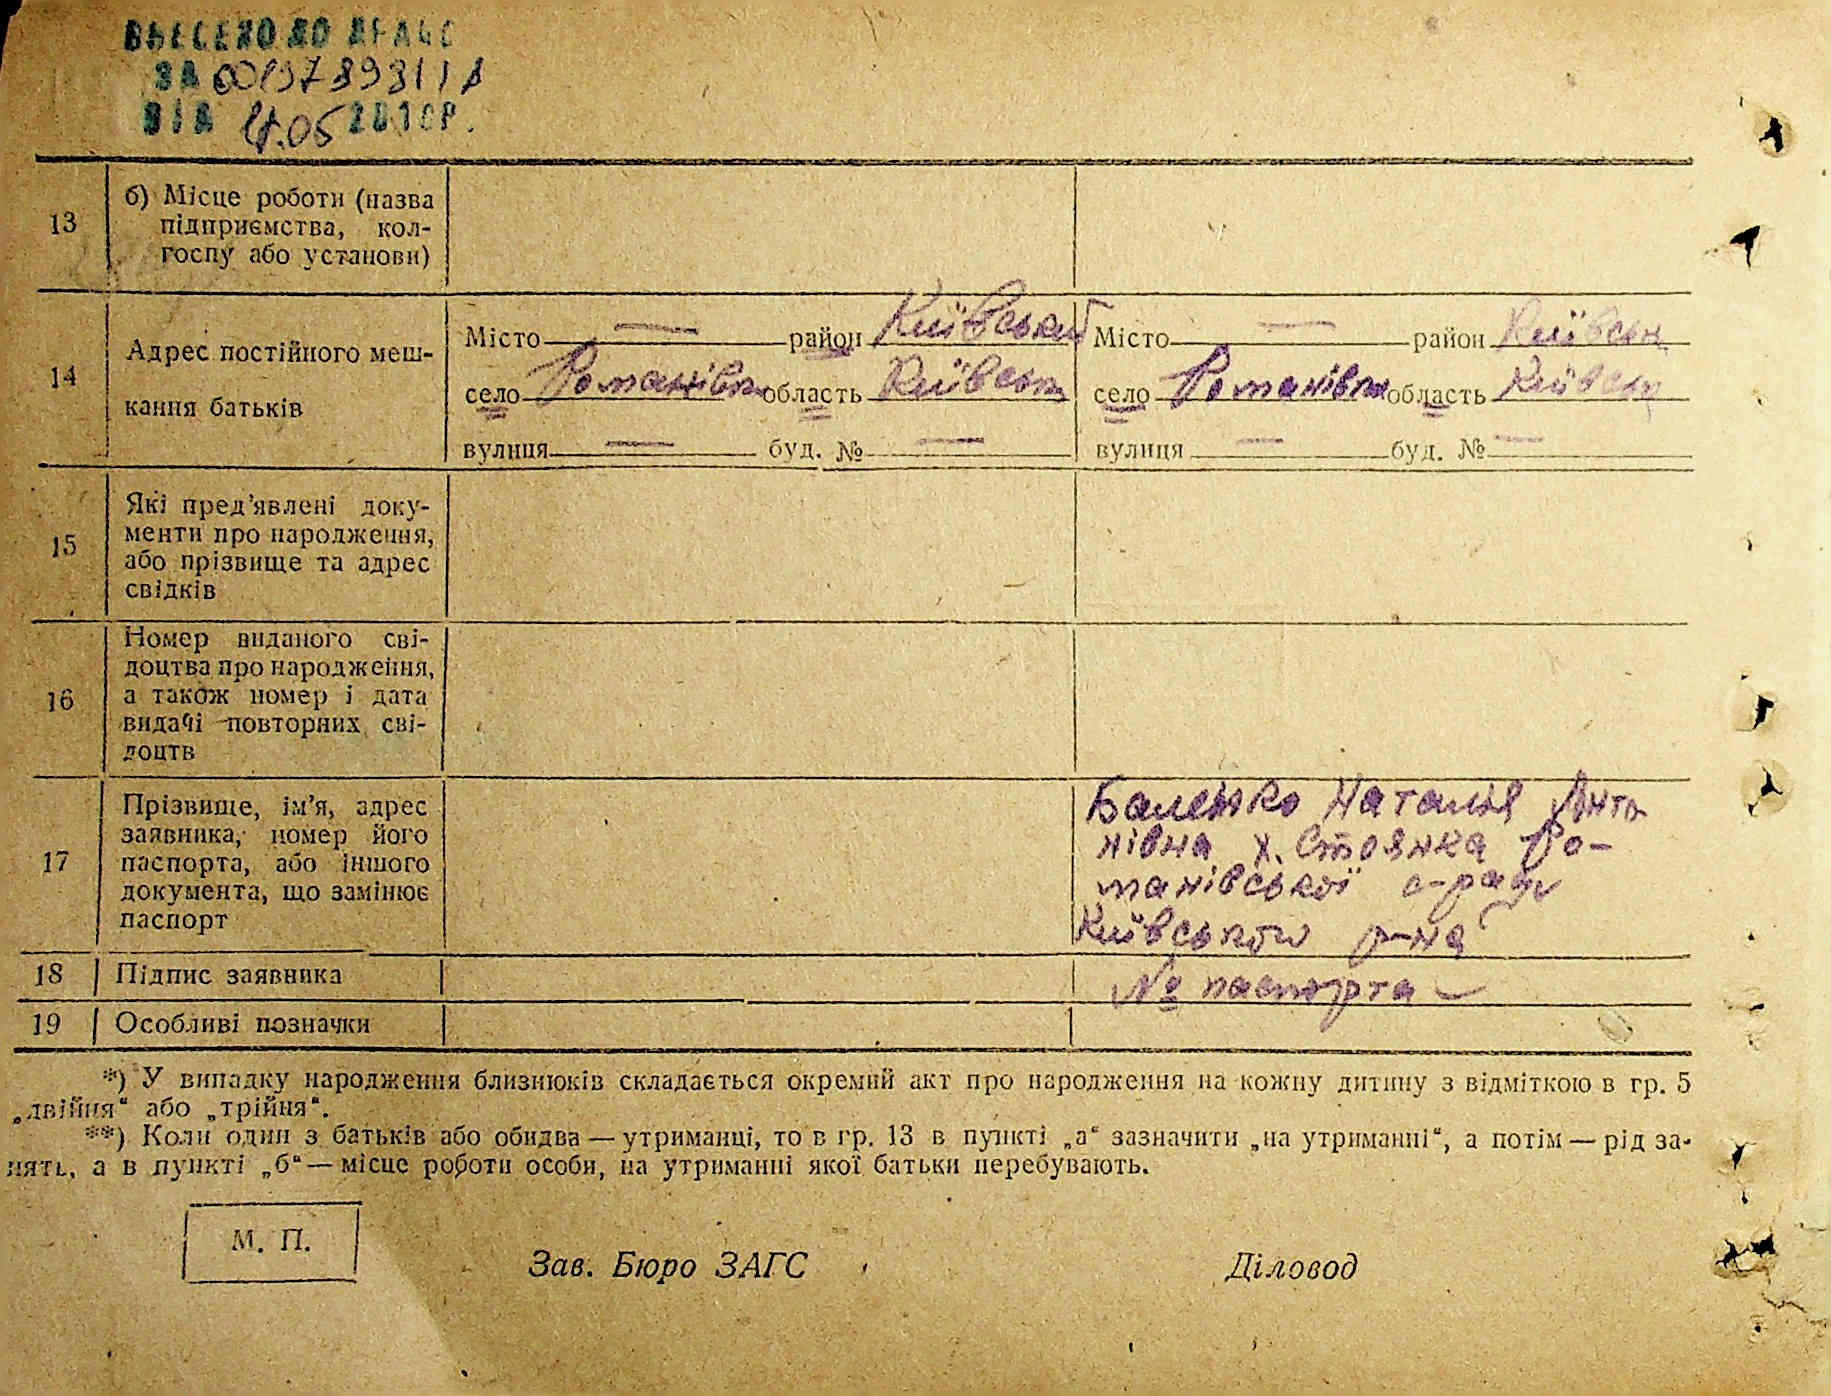 ВНЕСЕНО ДО ДРАЦС
ЗА 00197893118
ВІД 2010Р.
13
б) Місце роботи (назва
підприємства, кол-
госпу або установи)
14
Адрес постійного меш-
кання батьків
Місто — район Київський
село Романівка область Київськ
вулиця — буд. № —
Місто — район Київськ
село Романівка область Київськ
вулиця — буд. № —
15
Які пред'явлені доку-
менти про народження,
або прізвище та адрес
свідків
16
Номер виданого сві-
доцтва про народження,
а також номер і дата
видачі повторних сві-
доцтв
17
Прізвище, ім'я, адрес
заявника, номер його
паспорта, або іншого
документа, що замінює
паспорт
Баленко Наталія Анто
нівна х. Стоянка Ро-
манівської с-ради
Київського р-на
18 Підпис заявника
№ паспорта —
19 Особливі позначки
*) У випадку народження близнюків складається окремий акт про народження на кожну дитину з відміткою в гр. 5
„двійня" або „трійня".
**) Коли один з батьків або обидва — утриманці, то в гр. 13 в пункті „а" зазначити „на утриманні", а потім — рід за-
нять, а в пункті „б" — місце роботи особи, на утриманні якої батьки перебувають.
М. П.
Зав. Бюро ЗАГС
Діловод